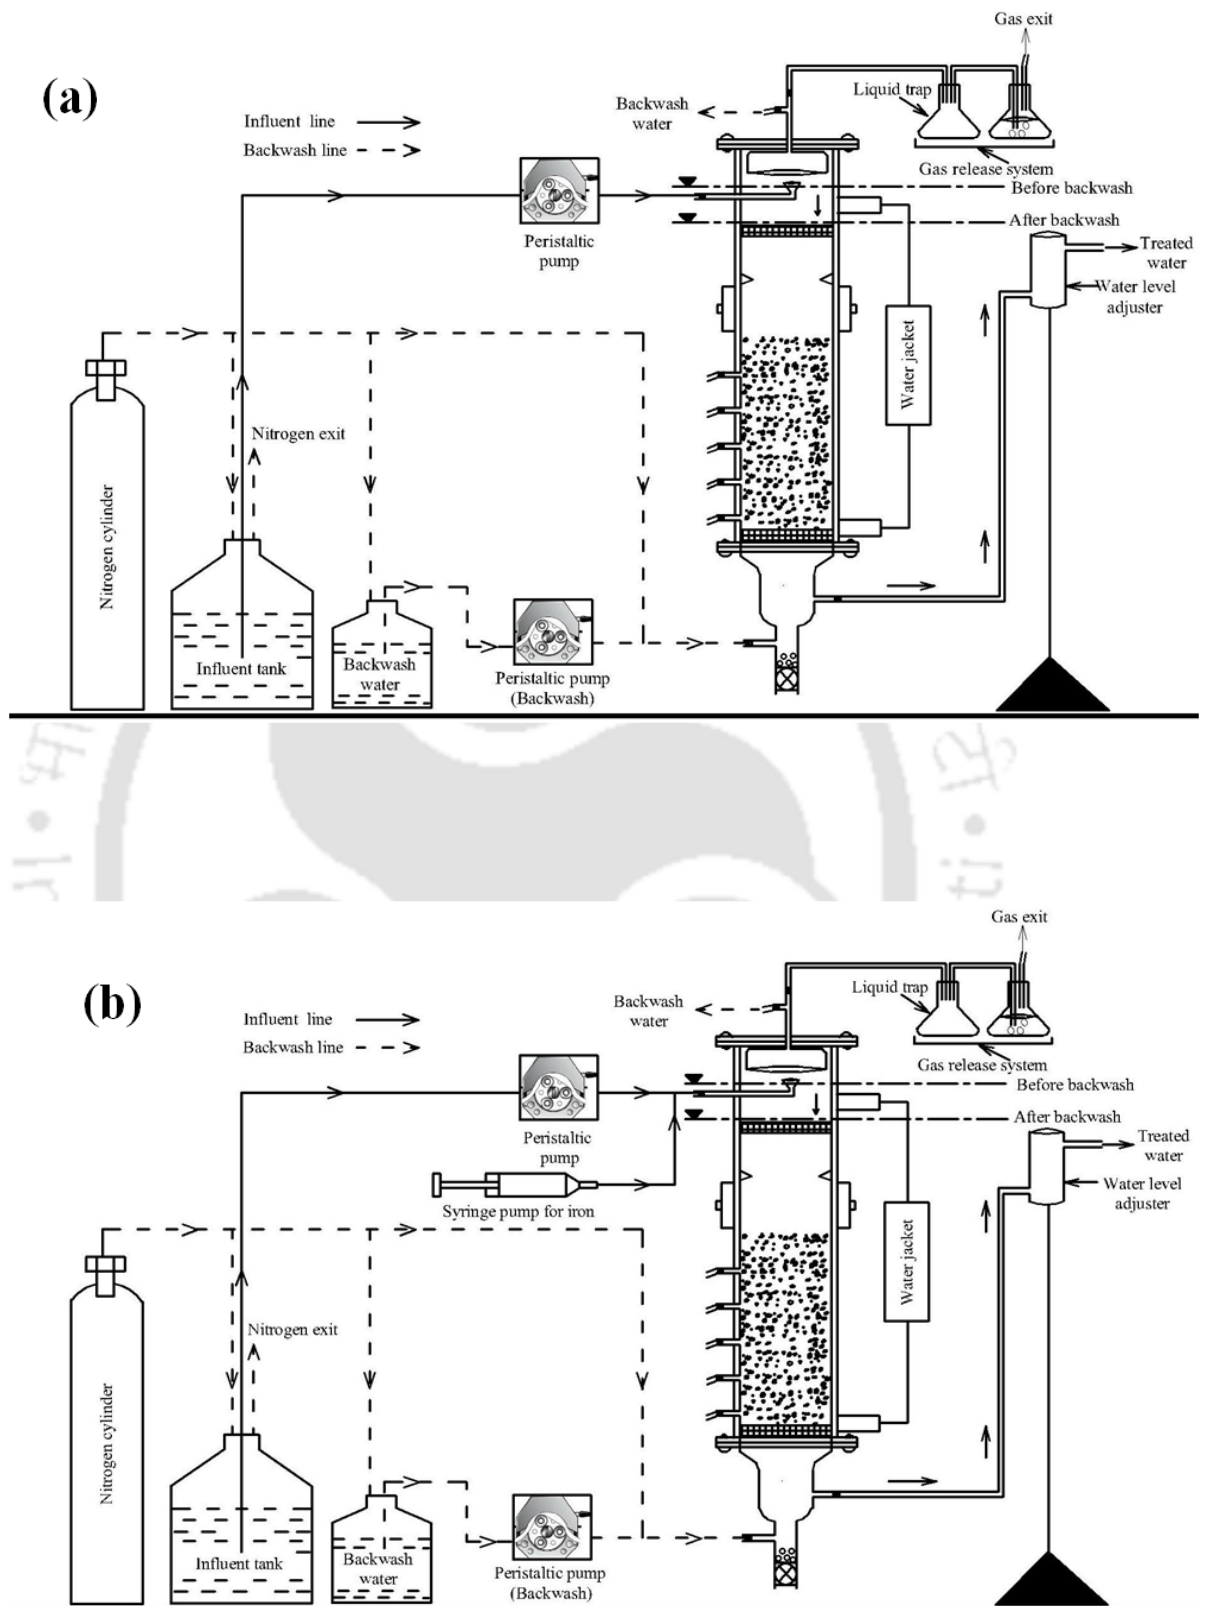 (a)
Gas exit
Liquid trap
Backwash
water
Influent line
Backwash line
Gas release system
Before backwash
After backwash
Peristaltic
pump
Treated
water
Water level
adjuster
Water jacket
Nitrogen exit
Nitrogen cylinder
Influent tank
Backwash
water
Peristaltic pump
(Backwash)
(b)
Gas exit
Liquid trap
Backwash
water
Influent line
Backwash line
Gas release system
Before backwash
After backwash
Peristaltic
pump
Treated
water
Syringe pump for iron
Water level
adjuster
Water jacket
Nitrogen exit
Nitrogen cylinder
Influent tank
Backwash
water
Peristaltic pump
(Backwash)